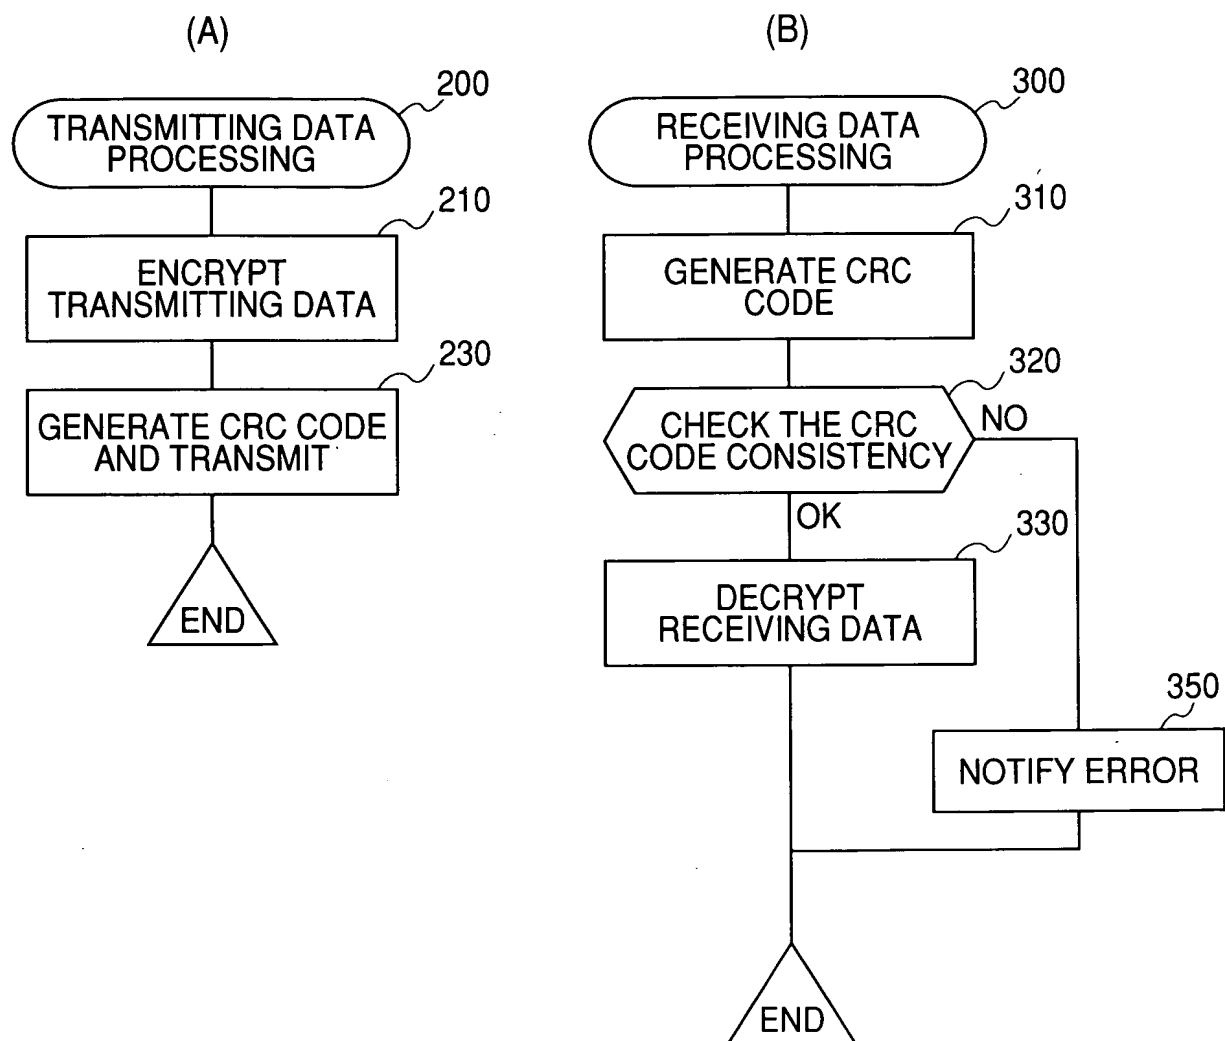 (A)
200
TRANSMITTING DATA
PROCESSING
210
ENCRYPT
TRANSMITTING DATA
230
GENERATE CRC CODE
AND TRANSMIT
END
(B)
300
RECEIVING DATA
PROCESSING
310
GENERATE CRC
CODE
320
CHECK THE CRC
CODE CONSISTENCY
NO
OK
330
DECRYPT
RECEIVING DATA
350
NOTIFY ERROR
END